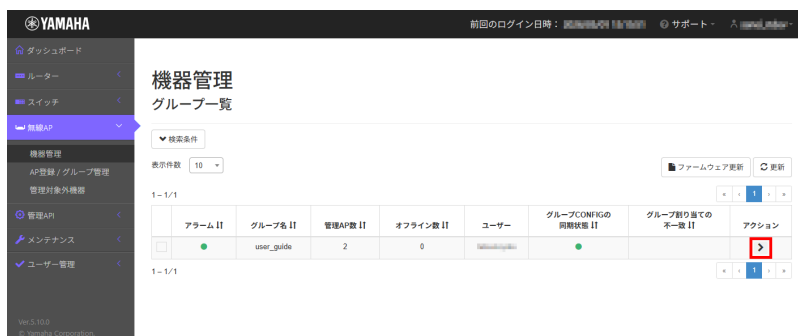 YAMAHA
前回のログイン日時：
サポート
ダッシュボード
ルーター
スイッチ
無線AP
機器管理
AP登録 / グループ管理
管理対象外機器
管理API
メンテナンス
ユーザー管理
Ver.5.10.0
© Yamaha Corporation.
機器管理
グループ一覧
検索条件
表示件数 10
ファームウェア更新 更新
1 – 1/1
« ‹ 1 › »
アラーム グループ名 管理AP数 オフライン数 ユーザー グループCONFIGの同期状態 グループ割り当ての不一致 アクション
user_guide 2 0
1 – 1/1
« ‹ 1 › »